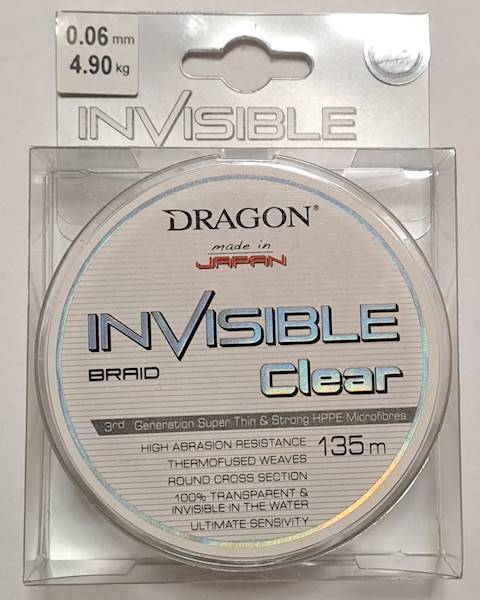 0.06 mm
4.90 kg
INVISIBLE
DRAGON®
made in
JAPAN
INVISIBLE
BRAID
Clear
3rd Generation Super Thin & Strong HPPE Microfibres
HIGH ABRASION RESISTANCE
135 m
THERMOFUSED WEAVES
ROUND CROSS SECTION
100% TRANSPARENT &
INVISIBLE IN THE WATER
ULTIMATE SENSIVITY